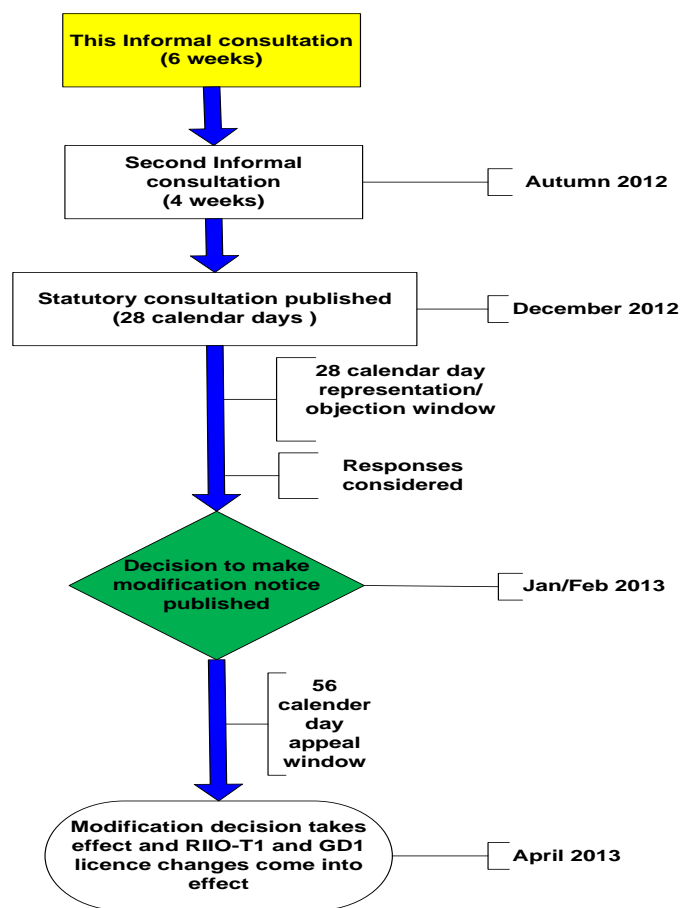 This Informal consultation
(6 weeks)
Second Informal
consultation
(4 weeks)
Autumn 2012
Statutory consultation published
(28 calendar days )
December 2012
28 calendar day
representation/
objection window
Responses
considered
Decision to make
modification notice
published
Jan/Feb 2013
56
calender
day
appeal
window
Modification decision takes
effect and RIIO-T1 and GD1
licence changes come into
effect
April 2013